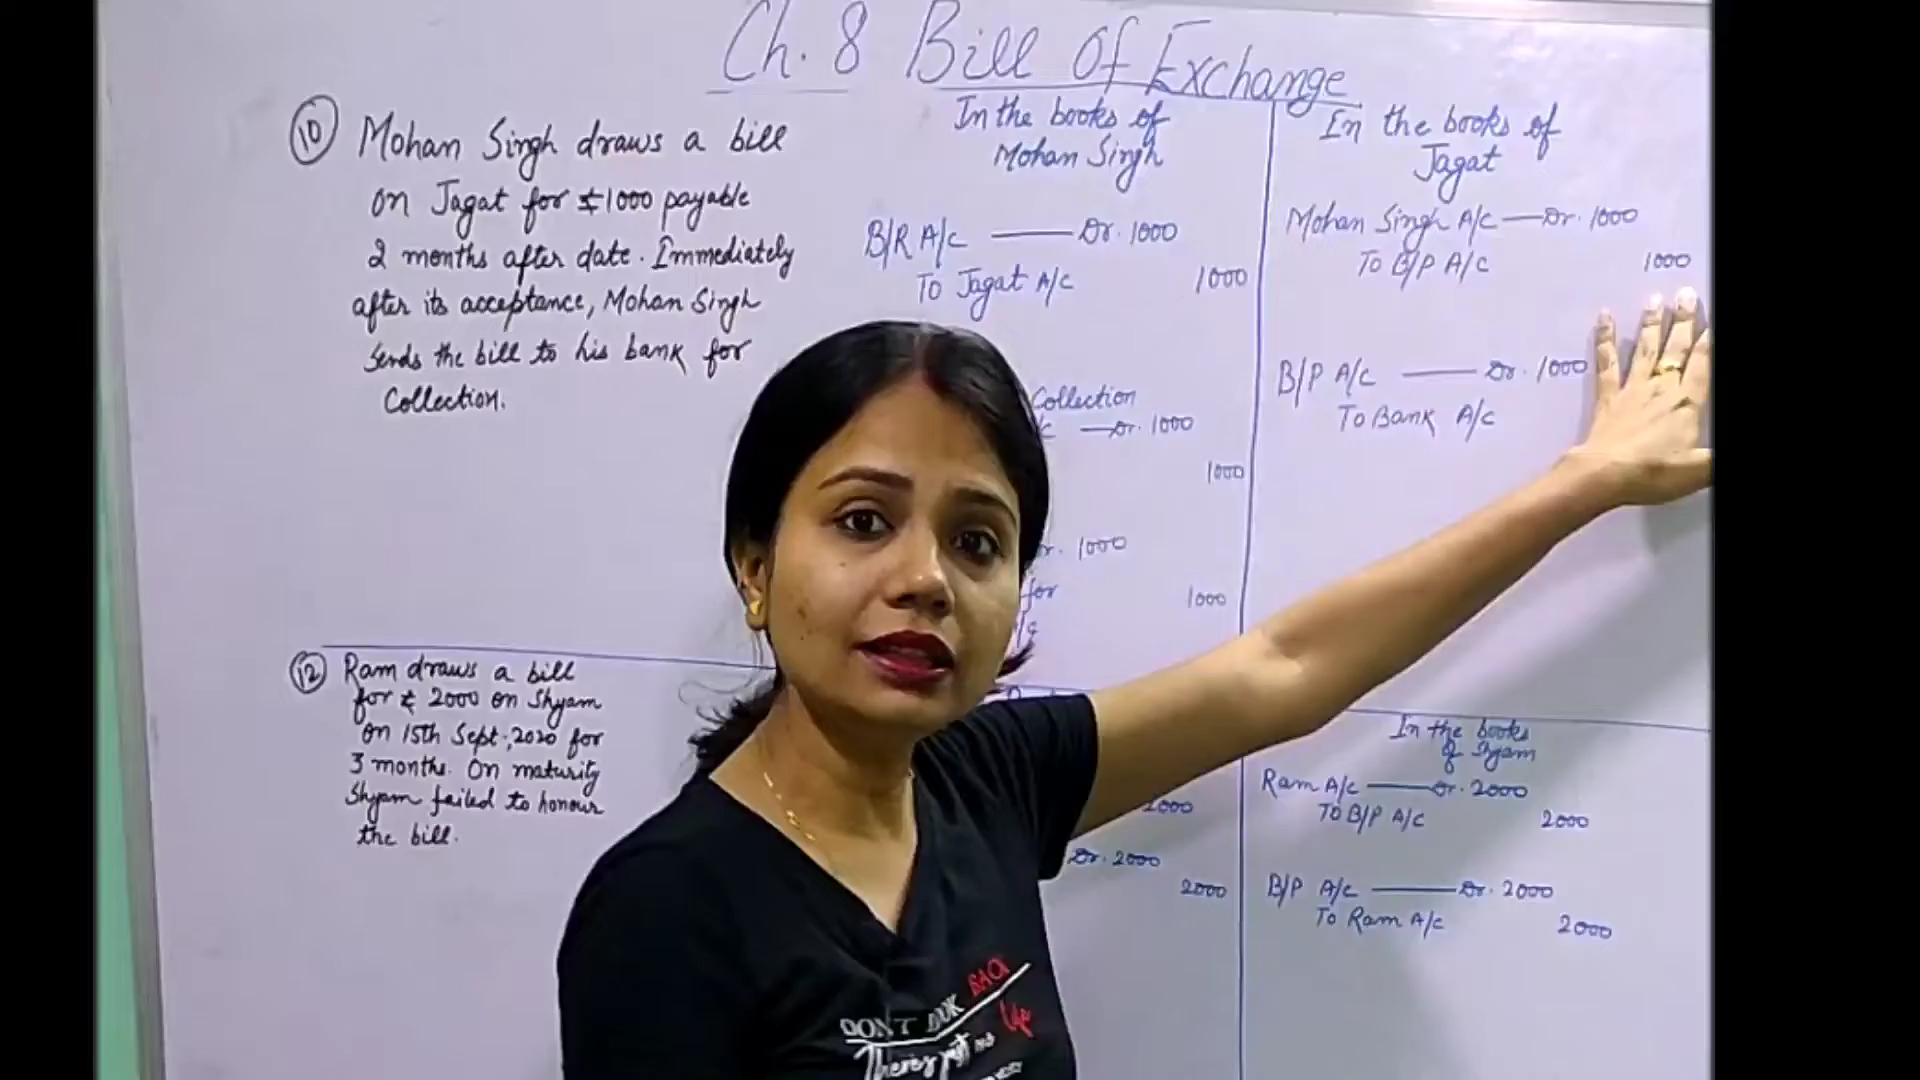 Ch. 8 Bill Of Exchange
10 Mohan Singh draws a bill
on Jagat for ₹1000 payable
2 months after date. Immediately
after its acceptance, Mohan Singh
sends the bill to his bank for
Collection.
In the books of
Mohan Singh
B/R A/c Dr. 1000
To Jagat A/c 1000
Collection
Dr. 1000
1000
1000
for 1000
In the books of
Jagat
Mohan Singh A/c Dr. 1000
To B/P A/c 1000
B/P A/c Dr. 1000
To Bank A/c
12 Ram draws a bill
for ₹ 2000 on Shyam
on 15th Sept., 2020 for
3 months. On maturity
Shyam failed to honour
the bill.
2000
Dr. 2000
2000
In the books
of Shyam
Ram A/c Dr. 2000
To B/P A/c 2000
B/P A/c Dr. 2000
To Ram A/c 2000
DON'T LOOK BACK
There's
Life